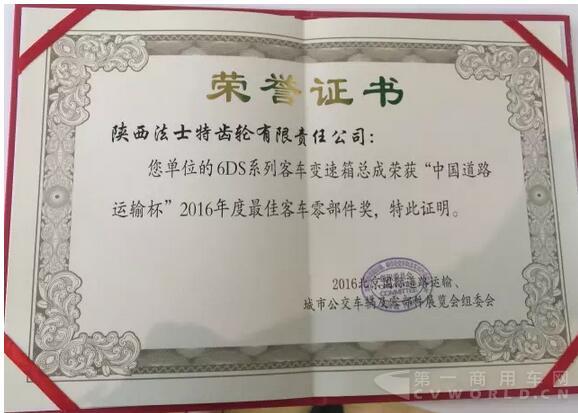 荣誉证书
陕西法士特齿轮有限责任公司：
您单位的6DS系列客车变速箱总成荣获“中国道路
运输杯”2016年度最佳客车零部件奖，特此证明。
2016北京国际道路运输、
城市公交车辆及零部件展览会组委会
COMMITTEE
第一商用车网
CVWORLD.CN